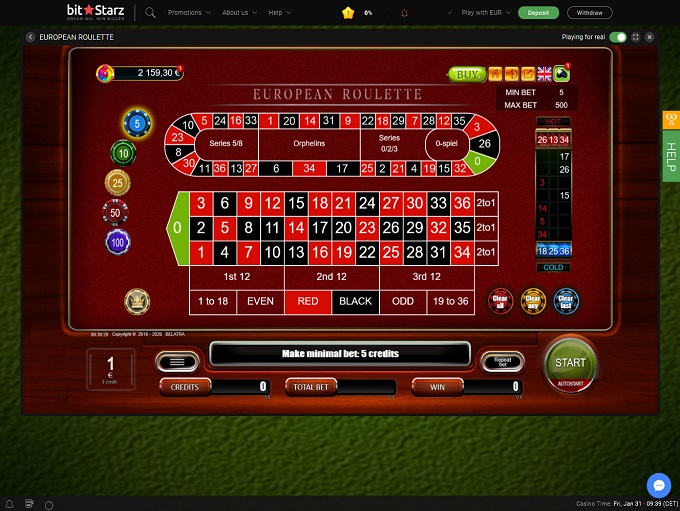 bitStarz
DREAM BIG. WIN BIGGER.
Promotions
About us
Help
1
0%
Play with EUR
Deposit
Withdraw
EUROPEAN ROULETTE
Playing for real
2 159,30 €
1
BUY
1
EUROPEAN ROULETTE
MIN BET 5
MAX BET 500
HOT
26 13 34
17
26
3
15
14
5
18 25 36
COLD
HELP
5
10
25
50
100
10 5 24 16 33 1 20 14 31 9 22 18 29 7 28 12 35 3
23 26
8 0
30 11 36 13 27 6 34 17 25 2 21 4 19 15 32
Series 5/8
Orphelins
Series
0/2/3
0-spiel
0
3 6 9 12 15 18 21 24 27 30 33 36 2to1
2 5 8 11 14 17 20 23 26 29 32 35 2to1
1 4 7 10 13 16 19 22 25 28 31 34 2to1
1st 12
2nd 12
3rd 12
1 to 18
EVEN
RED
BLACK
ODD
19 to 36
Clear
all
Clear
any
Clear
last
09:39:29 Copyright © 2018 - 2020 BELATRA
1
€
1 credit
Make minimal bet: 5 credits
Repeat
Bet
START
AUTOSTART
CREDITS 0
TOTAL BET
WIN 0
Casino Time: Fri, Jan 31 - 09:39 (CET)